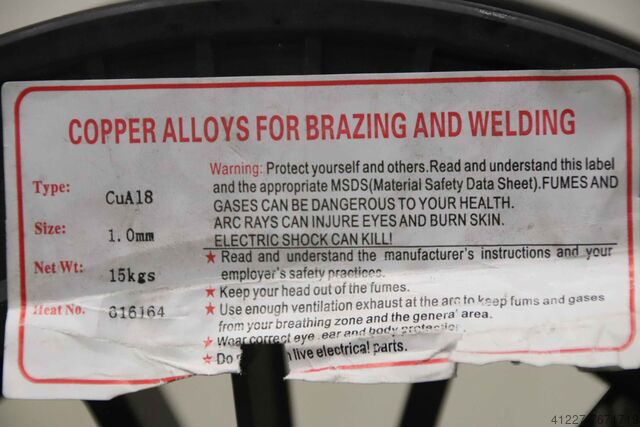 COPPER ALLOYS FOR BRAZING AND WELDING
Type: CuA18
Size: 1.0mm
Net Wt: 15kgs
Heat No. 616164
Warning: Protect yourself and others.Read and understand this label
and the appropriate MSDS(Material Safety Data Sheet).FUMES AND
GASES CAN BE DANGEROUS TO YOUR HEALTH.
ARC RAYS CAN INJURE EYES AND BURN SKIN.
ELECTRIC SHOCK CAN KILL!
★ Read and understand the manufacturer's instructions and your
employer's safety practices.
★ Keep your head out of the fumes.
★ Use enough ventilation exhaust at the arc to keep fums and gases
from your breathing zone and the general area.
★ Wear correct eye ear and body protection
★ Do live electrical parts.